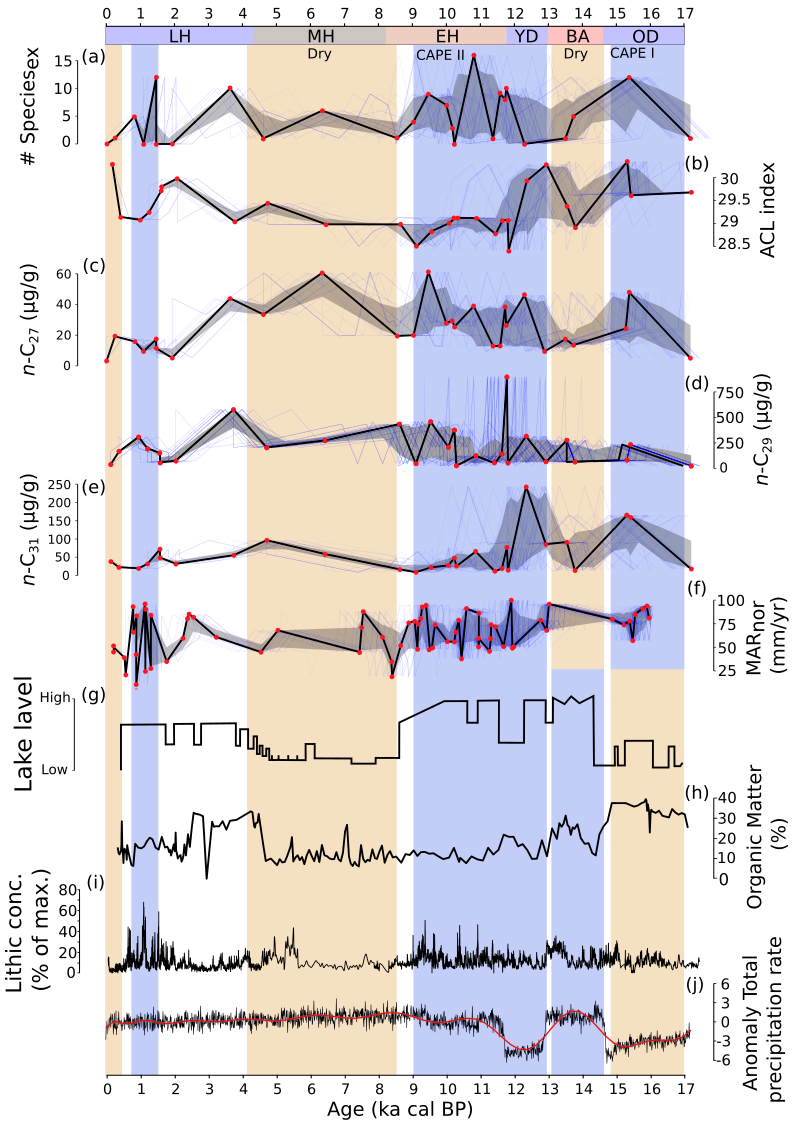 0 1 2 3 4 5 6 7 8 9 10 11 12 13 14 15 16 17
LH MH EH YD BA OD
Dry CAPE II Dry CAPE I
(a)
# Species_ex
15
10
5
0
(b)
ACL index
30
29.5
29
28.5
(c)
n-C₂₇ (μg/g)
60
40
20
0
(d)
n-C₂₉ (μg/g)
750
500
250
0
(e)
n-C₃₁ (μg/g)
250
200
150
100
50
0
(f)
MAR_nor
(mm/yr)
100
75
50
25
(g)
Lake level
High
Low
(h)
Organic Matter
(%)
40
30
20
10
0
(i)
Lithic conc.
(% of max.)
80
60
40
20
0
(j)
Anomaly Total
precipitation rate
6
3
0
-3
-6
0 1 2 3 4 5 6 7 8 9 10 11 12 13 14 15 16 17
Age (ka cal BP)